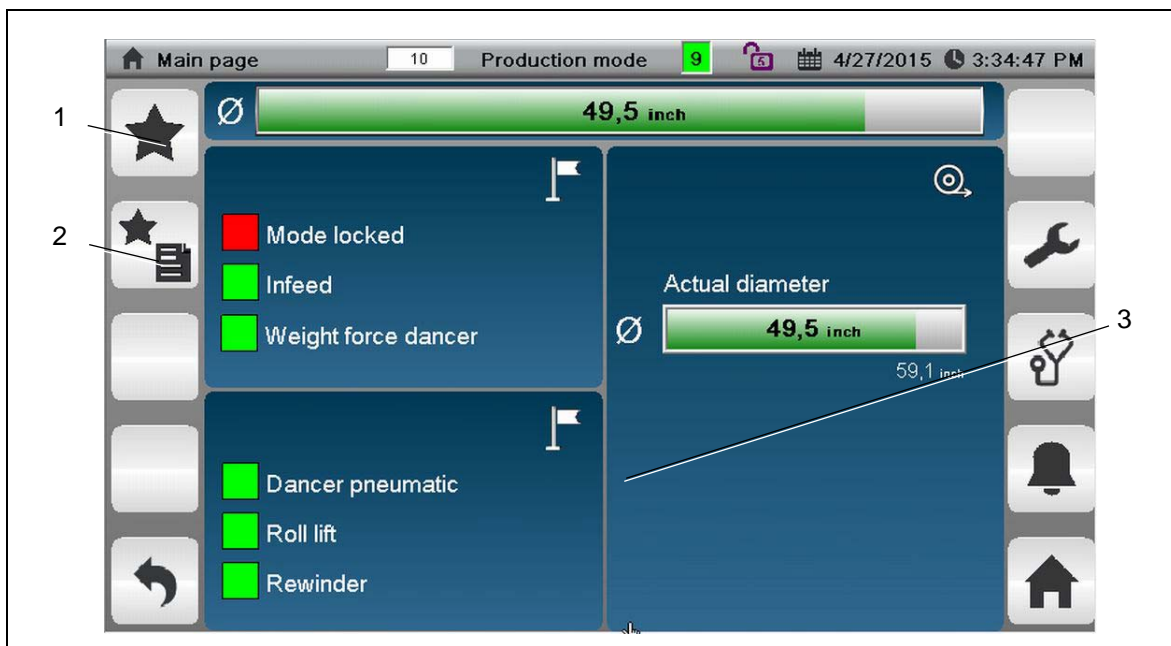 Main page 10 Production mode 9 5 4/27/2015 3:34:47 PM
1
Ø 49,5 inch
2
Mode locked
Infeed
Weight force dancer
Actual diameter
Ø 49,5 inch
59,1 inch
3
Dancer pneumatic
Roll lift
Rewinder